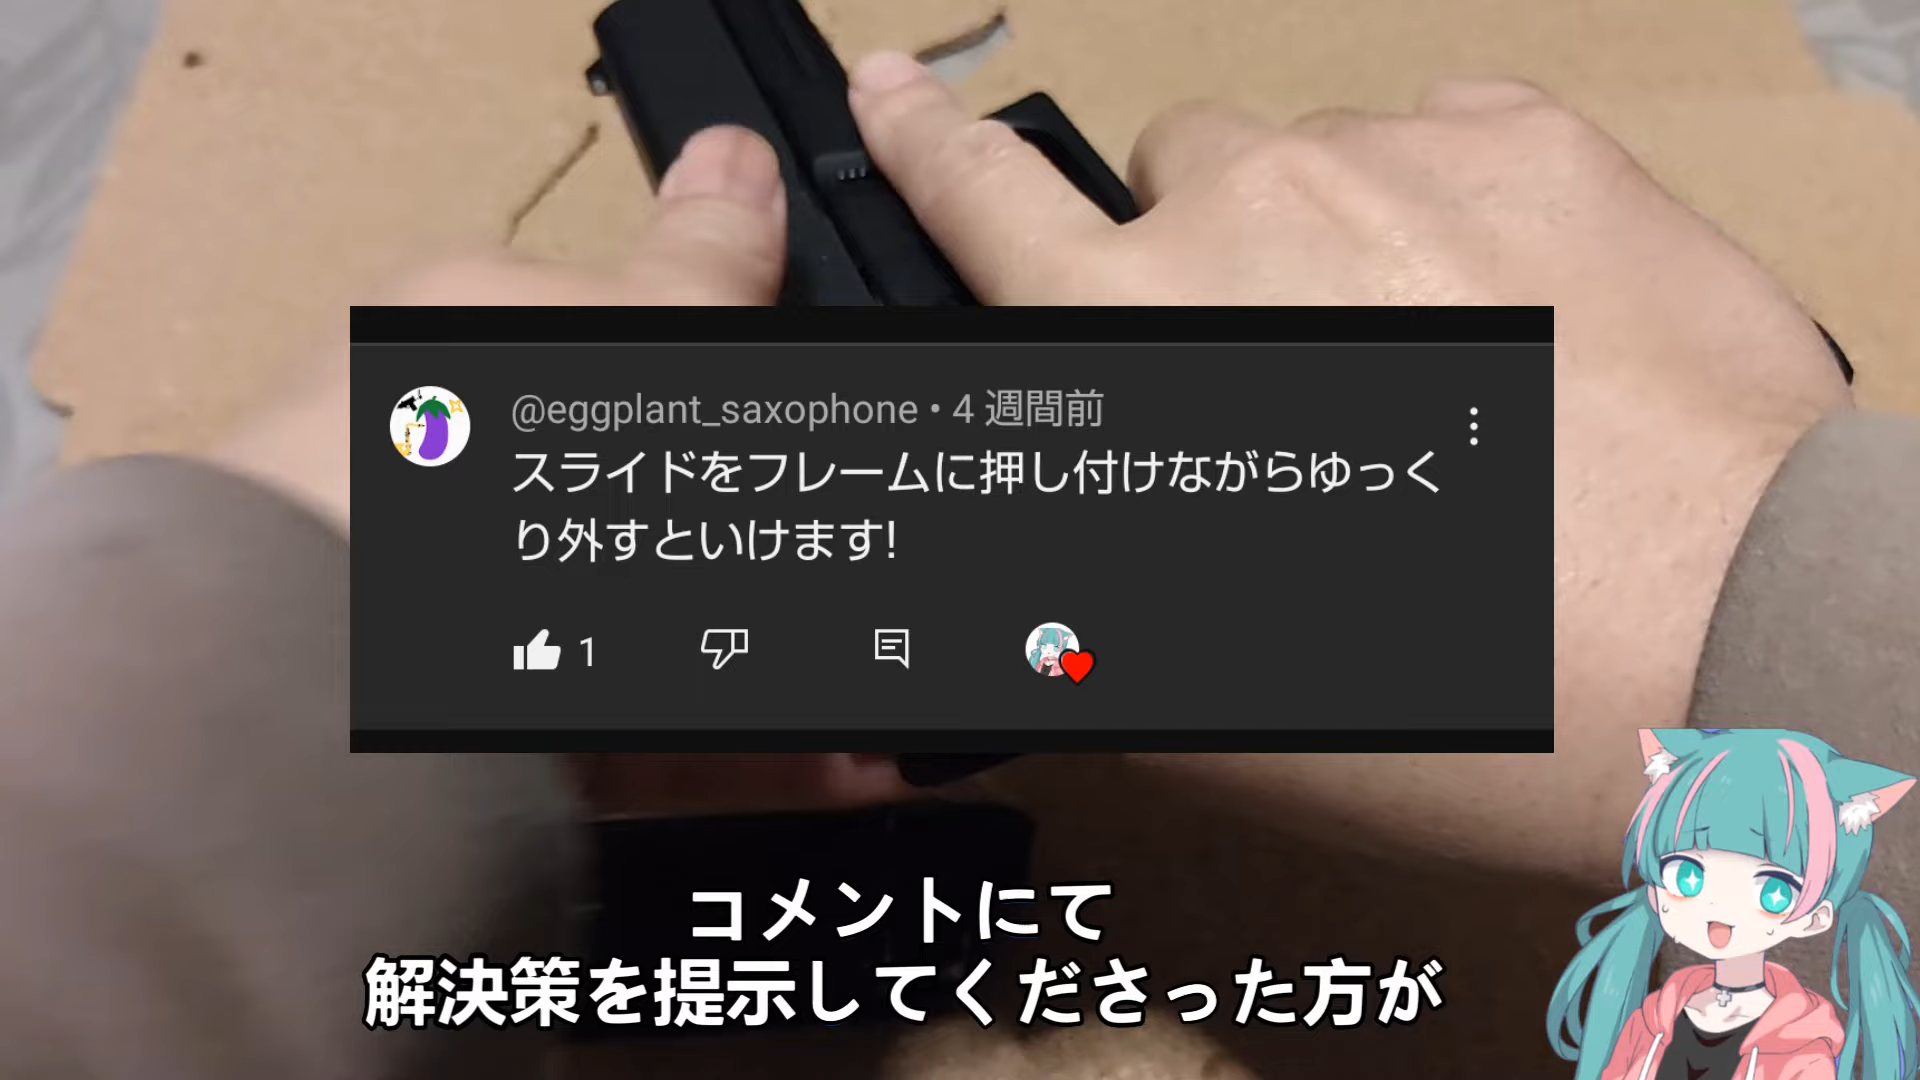 @eggplant_saxophone • 4 週間前
スライドをフレームに押し付けながらゆっく
り外すといけます!
1
コメントにて
解決策を提示してくださった方が